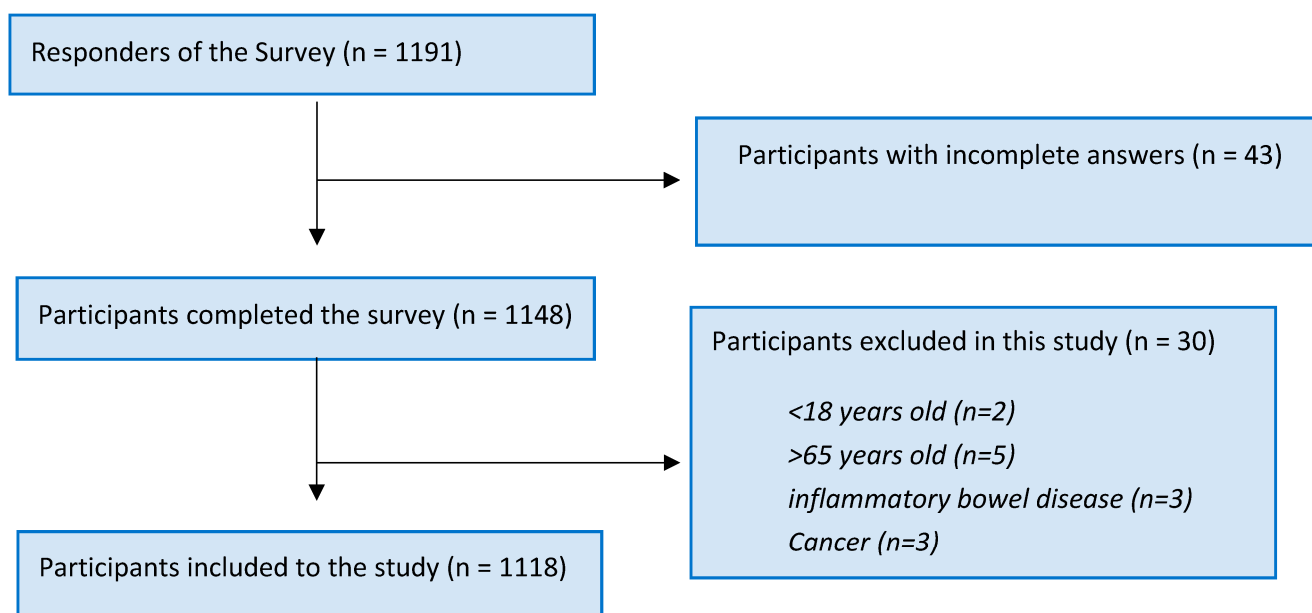 Responders of the Survey (n = 1191)
Participants with incomplete answers (n = 43)
Participants completed the survey (n = 1148)
Participants excluded in this study (n = 30)
<18 years old (n=2)
>65 years old (n=5)
inflammatory bowel disease (n=3)
Cancer (n=3)
Participants included to the study (n = 1118)